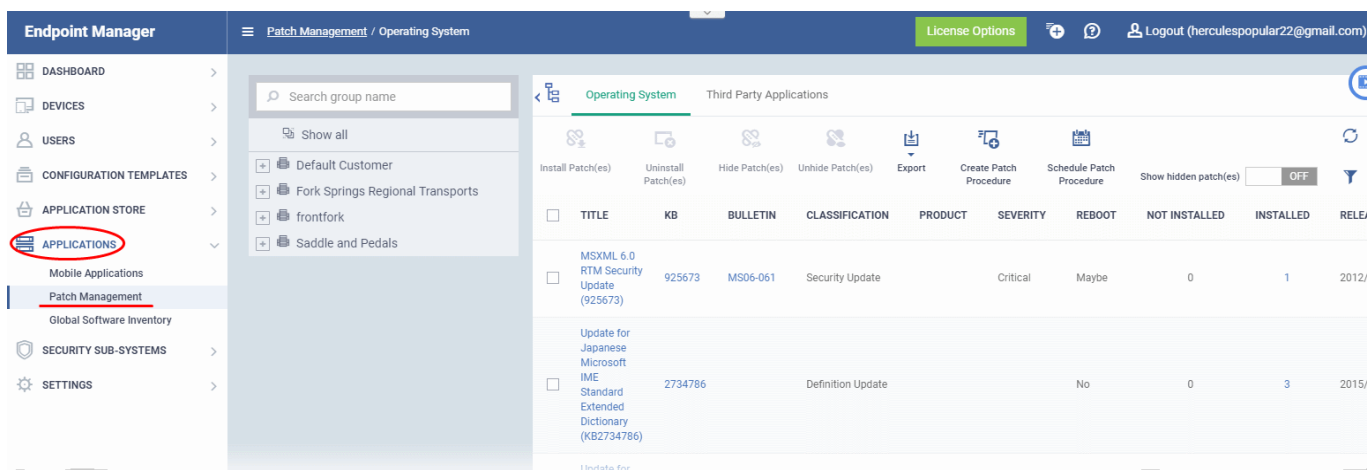 Endpoint Manager
Patch Management / Operating System
License Options
Logout (herculespopular22@gmail.com)
DASHBOARD
DEVICES
USERS
CONFIGURATION TEMPLATES
APPLICATION STORE
APPLICATIONS
Mobile Applications
Patch Management
Global Software Inventory
SECURITY SUB-SYSTEMS
SETTINGS
Search group name
Show all
Default Customer
Fork Springs Regional Transports
frontfork
Saddle and Pedals
Operating System
Third Party Applications
Install Patch(es)
Uninstall
Patch(es)
Hide Patch(es)
Unhide Patch(es)
Export
Create Patch
Procedure
Schedule Patch
Procedure
Show hidden patch(es)
OFF
TITLE KB BULLETIN CLASSIFICATION PRODUCT SEVERITY REBOOT NOT INSTALLED INSTALLED RELEA
MSXML 6.0
RTM Security
Update
(925673)
925673 MS06-061 Security Update Critical Maybe 0 1 2012/
Update for
Japanese
Microsoft
IME
Standard
Extended
Dictionary
(KB2734786)
2734786 Definition Update No 0 3 2015/
Update for